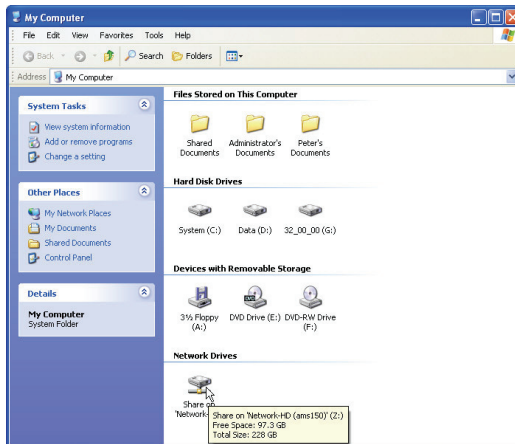 My Computer
File Edit View Favorites Tools Help
Back Search Folders
Address My Computer
System Tasks
View system information
Add or remove programs
Change a setting
Other Places
My Network Places
My Documents
Shared Documents
Control Panel
Details
My Computer
System Folder
Files Stored on This Computer
Shared Documents
Administrator's Documents
Peter's Documents
Hard Disk Drives
System (C:)
Data (D:)
32_00_00 (G:)
Devices with Removable Storage
3½ Floppy (A:)
DVD Drive (E:)
DVD-RW Drive (F:)
Network Drives
Share on
'Network-
Share on 'Network-HD (ams150)' (Z:)
Free Space: 97.3 GB
Total Size: 228 GB